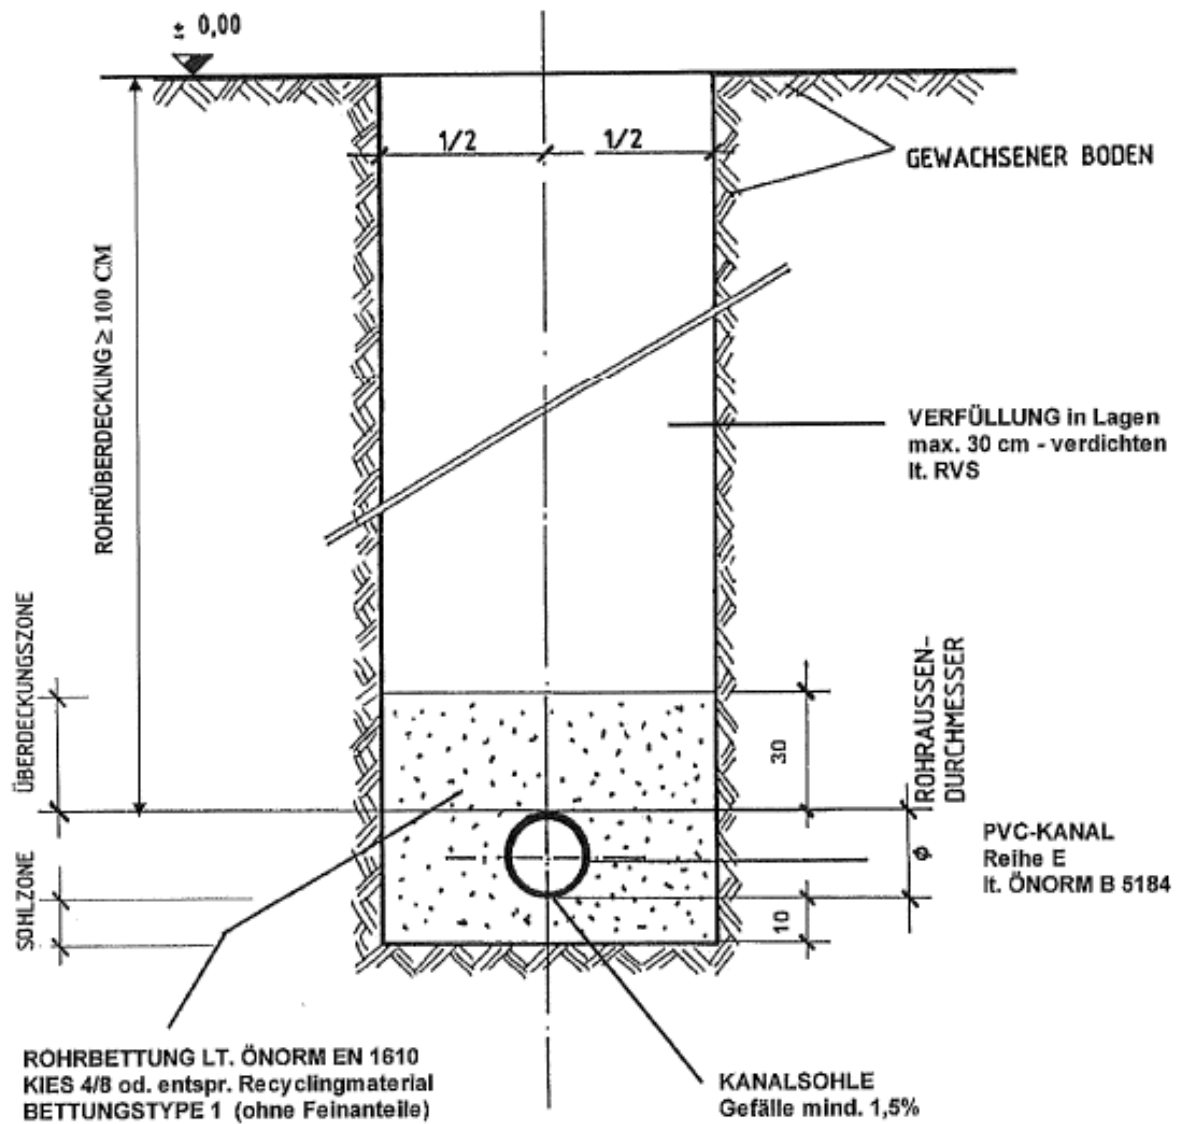 ± 0,00
1/2
1/2
GEWACHSENER BODEN
ROHRÜBERDECKUNG ≥ 100 CM
VERFÜLLUNG in Lagen
max. 30 cm - verdichten
lt. RVS
ÜBERDECKUNGSZONE
30
ROHRAUSSEN-
DURCHMESSER
PVC-KANAL
Reihe E
lt. ÖNORM B 5184
Ø
SOHLZONE
10
ROHRBETTUNG LT. ÖNORM EN 1610
KIES 4/8 od. entspr. Recyclingmaterial
BETTUNGSTYPE 1 (ohne Feinanteile)
KANALSOHLE
Gefälle mind. 1,5%